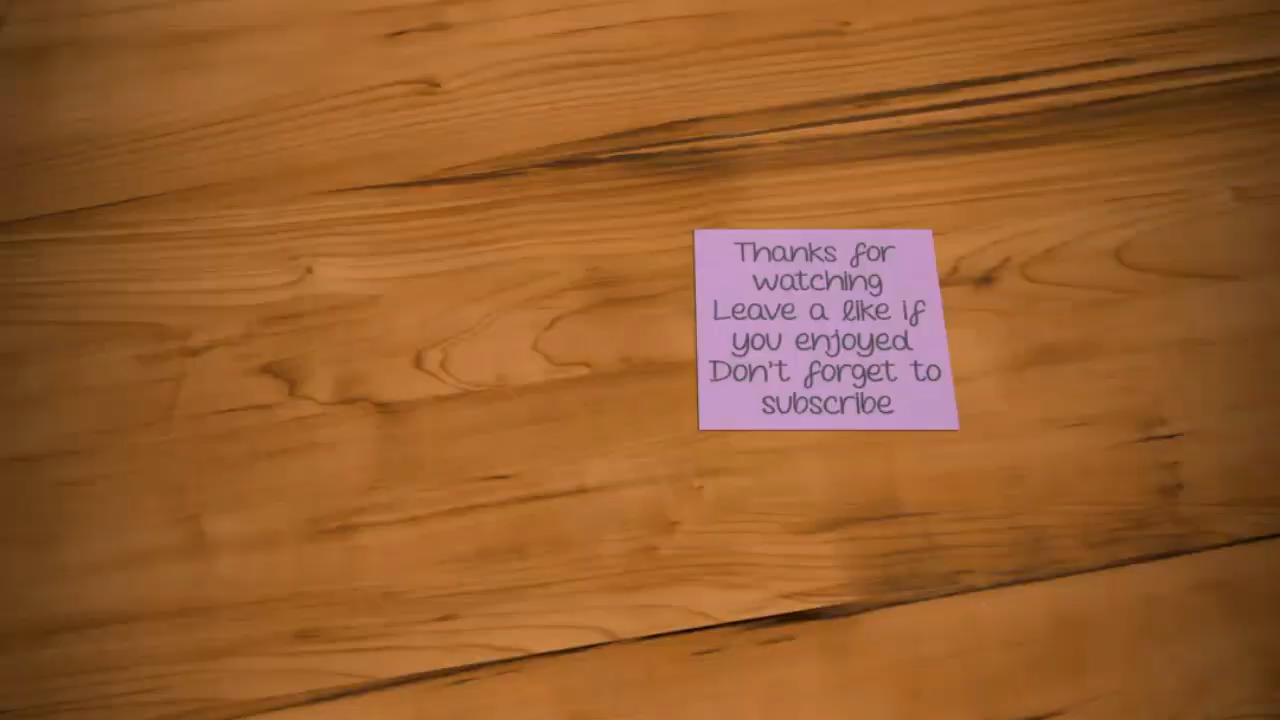 Thanks for
watching
Leave a like if
you enjoyed
Don't forget to
subscribe